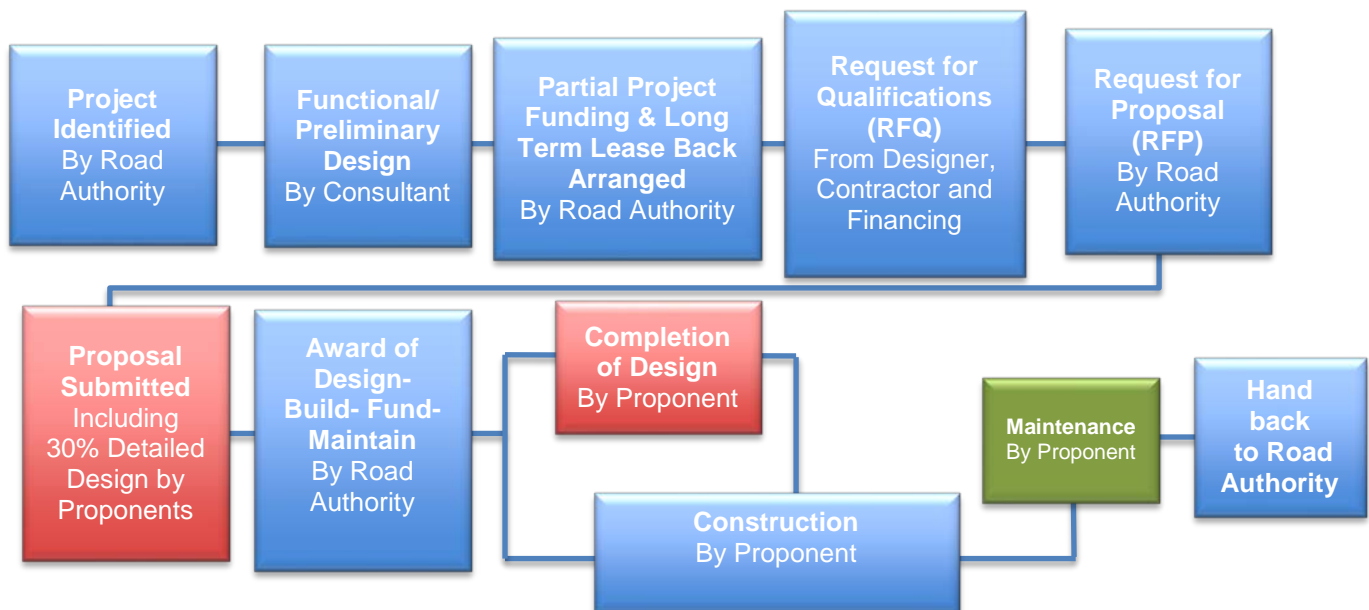 Project
Identified
By Road
Authority
Functional/
Preliminary
Design
By Consultant
Partial Project
Funding & Long
Term Lease Back
Arranged
By Road Authority
Request for
Qualifications
(RFQ)
From Designer,
Contractor and
Financing
Request for
Proposal
(RFP)
By Road
Authority
Proposal
Submitted
Including
30% Detailed
Design by
Proponents
Award of
Design-
Build- Fund-
Maintain
By Road
Authority
Completion
of Design
By Proponent
Construction
By Proponent
Maintenance
By Proponent
Hand
back
to Road
Authority